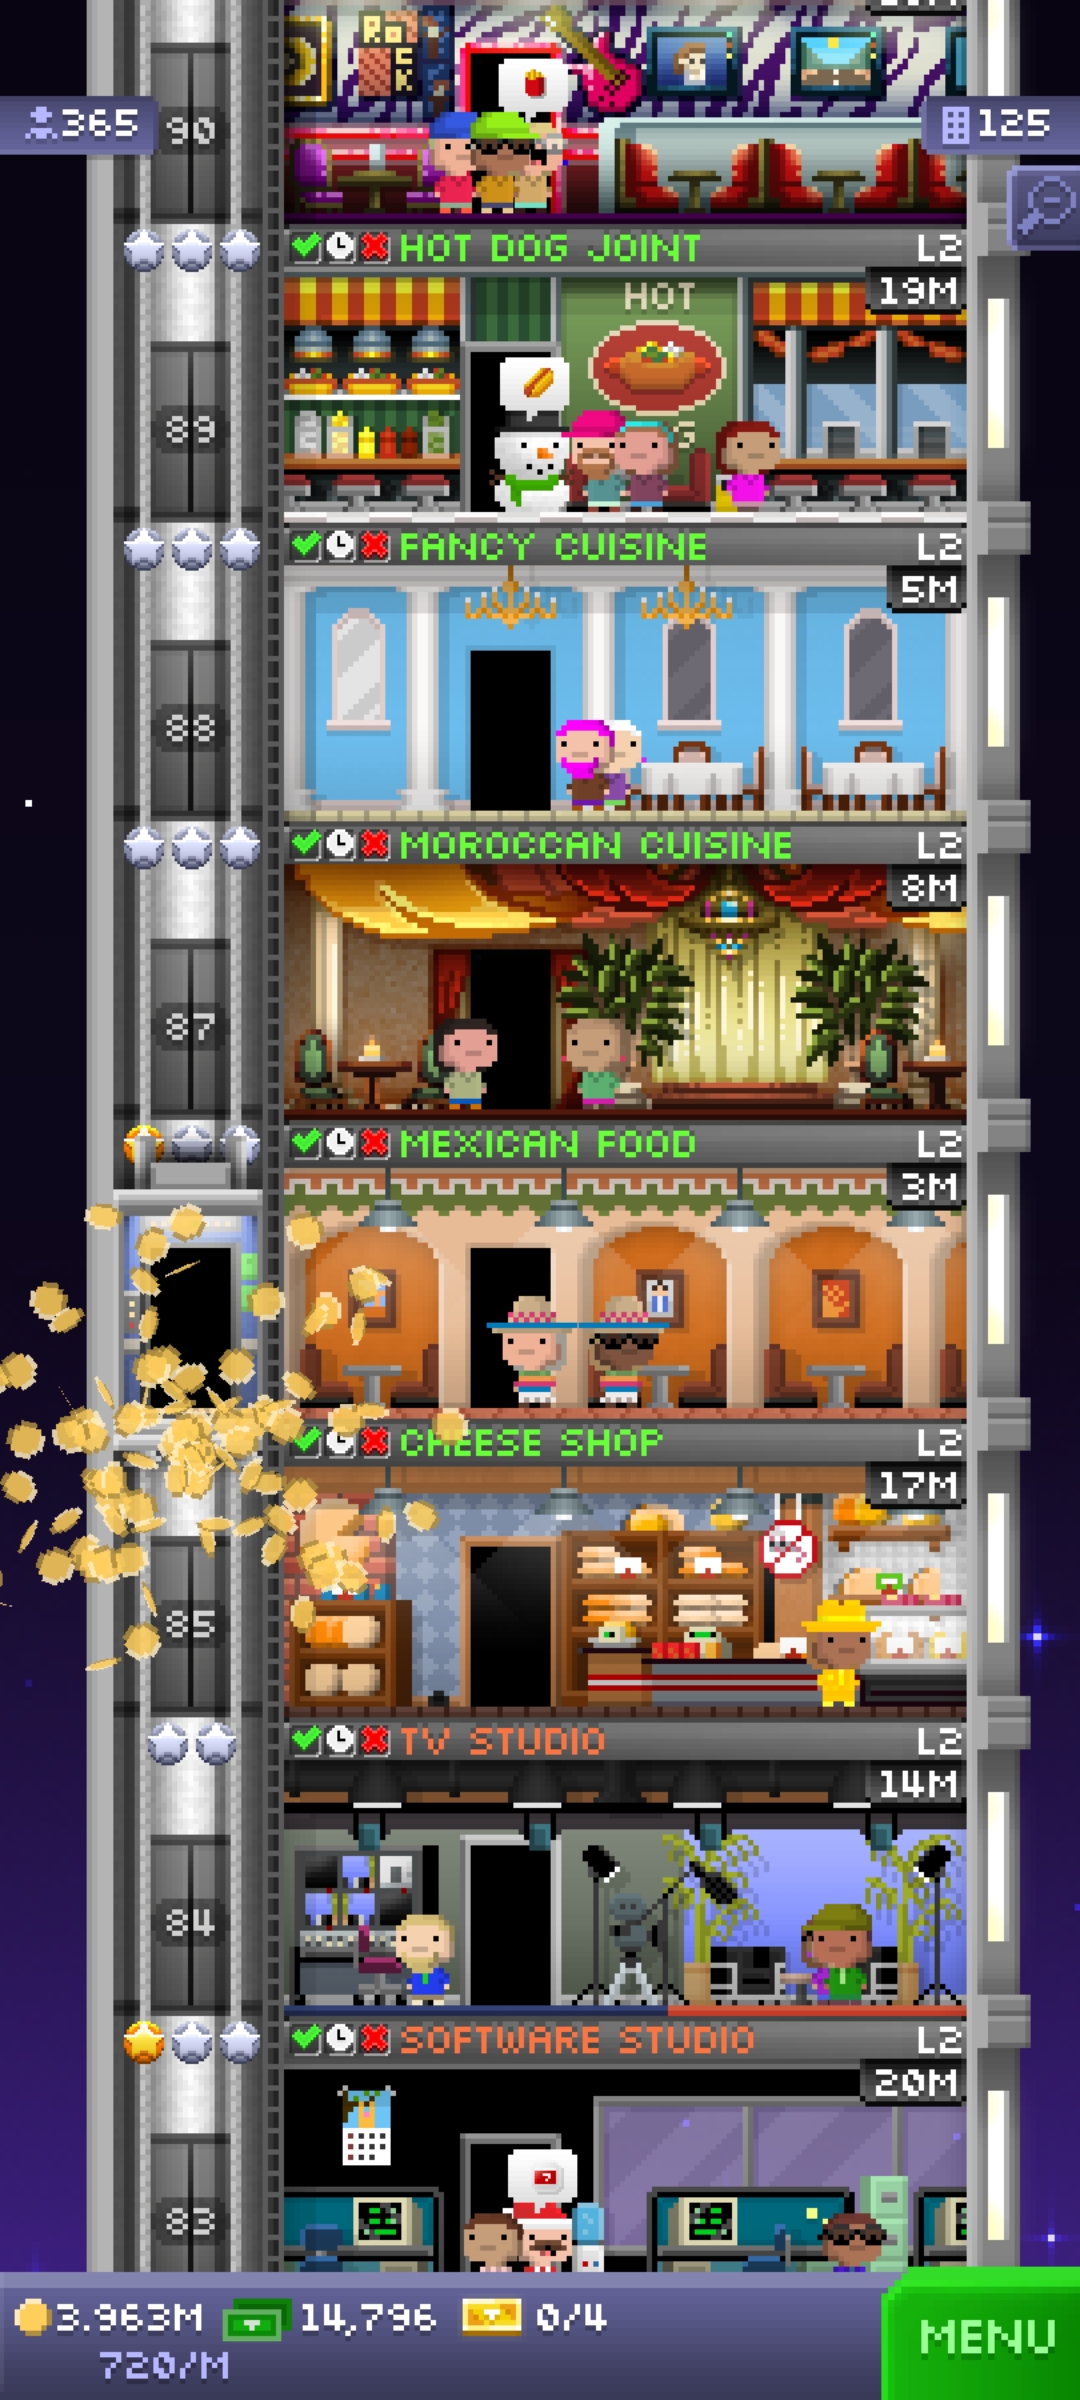 ROCK
365
90
125
HOT DOG JOINT L2
19M
HOT
G
89
FANCY CUISINE L2
5M
88
MOROCCAN CUISINE L2
8M
87
MEXICAN FOOD L2
3M
CHEESE SHOP L2
17M
85
TV STUDIO L2
14M
84
SOFTWARE STUDIO L2
20M
83
3.963M 14,796 0/4
720/M
MENU